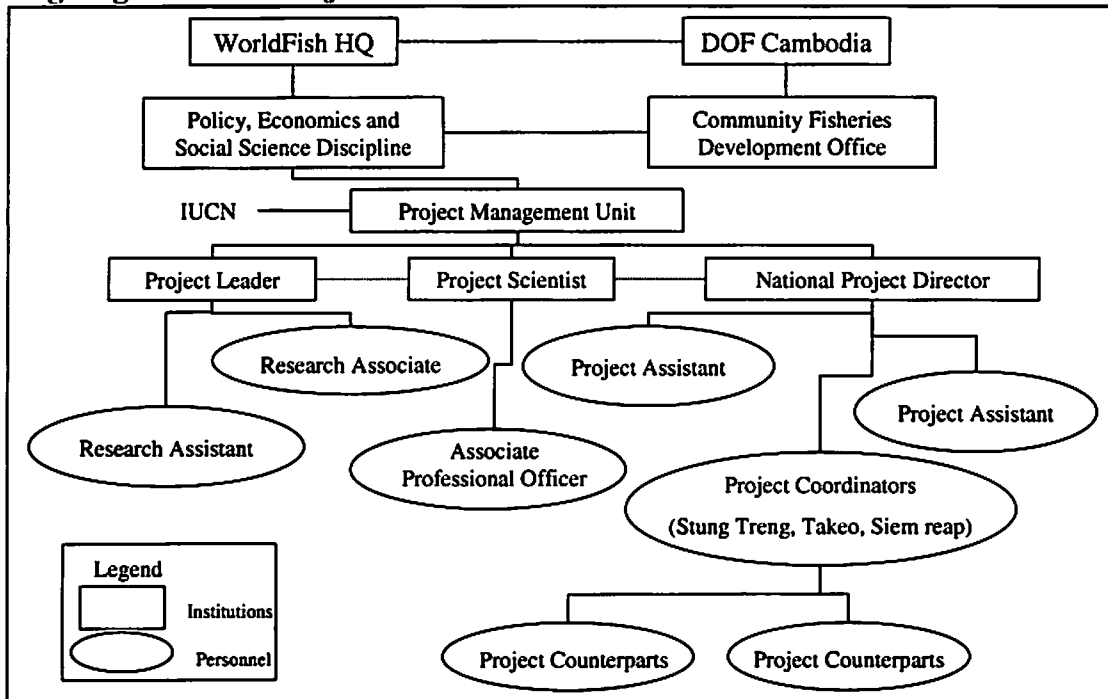 WorldFish HQ
DOF Cambodia
Policy, Economics and
Social Science Discipline
Community Fisheries
Development Office
IUCN
Project Management Unit
Project Leader
Project Scientist
National Project Director
Research Associate
Project Assistant
Project Assistant
Research Assistant
Associate
Professional Officer
Project Coordinators
(Stung Treng, Takeo, Siem reap)
Legend
Institutions
Personnel
Project Counterparts
Project Counterparts